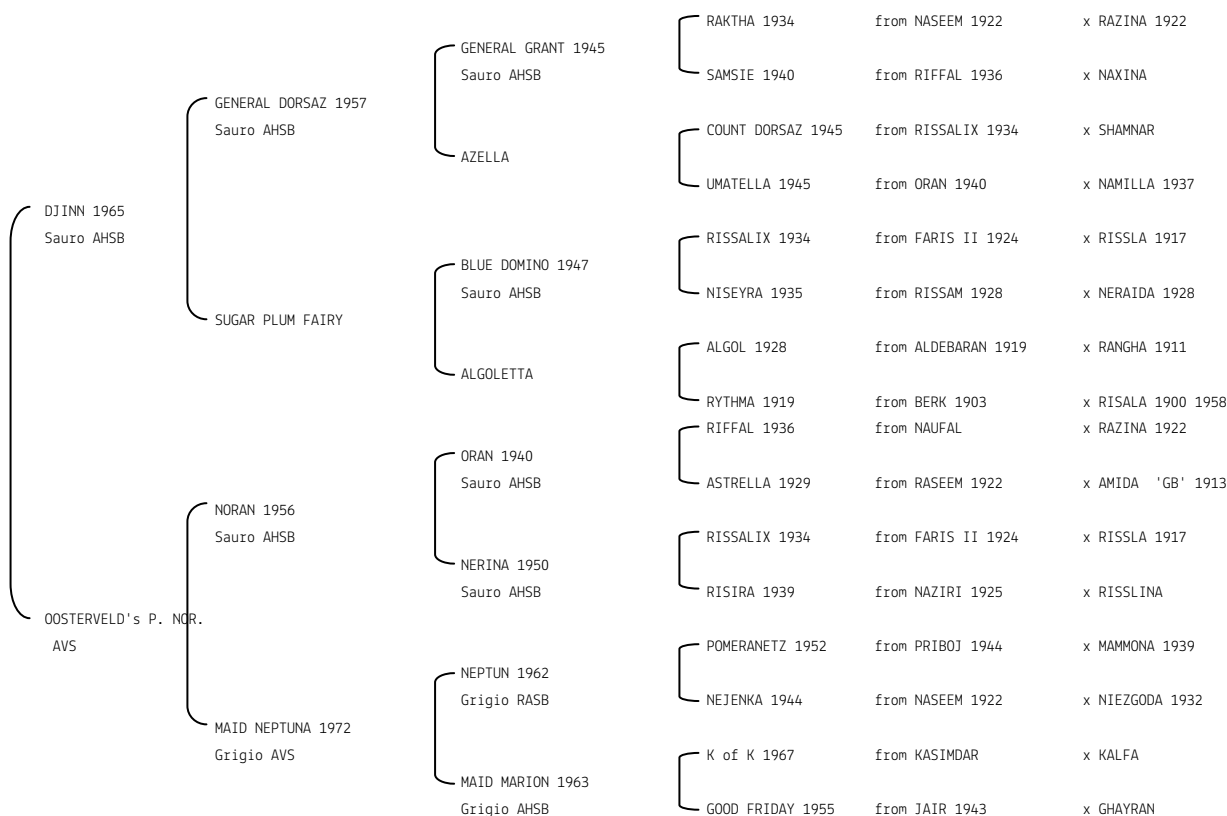 RAKTHA 1934 from NASEEM 1922 x RAZINA 1922
GENERAL GRANT 1945
Sauro AHSB SAMSIE 1940 from RIFFAL 1936 x NAXINA
GENERAL DORSAZ 1957
Sauro AHSB COUNT DORSAZ 1945 from RISSALIX 1934 x SHAMNAR
AZELLA
UMATELLA 1945 from ORAN 1940 x NAMILLA 1937
DJINN 1965
Sauro AHSB RISSALIX 1934 from FARIS II 1924 x RISSLA 1917
BLUE DOMINO 1947
Sauro AHSB NISEYRA 1935 from RISSAM 1928 x NERAIDA 1928
SUGAR PLUM FAIRY
ALGOL 1928 from ALDEBARAN 1919 x RANGHA 1911
ALGOLETTA
RYTHMA 1919 from BERK 1903 x RISALA 1900 1958
RIFFAL 1936 from NAUFAL x RAZINA 1922
ORAN 1940
Sauro AHSB ASTRELLA 1929 from RASEEM 1922 x AMIDA 'GB' 1913
NORAN 1956
Sauro AHSB RISSALIX 1934 from FARIS II 1924 x RISSLA 1917
NERINA 1950
Sauro AHSB RISIRA 1939 from NAZIRI 1925 x RISSLINA
OOSTERVELD's P. NOR.
AVS POMERANETZ 1952 from PRIBOJ 1944 x MAMMONA 1939
NEPTUN 1962
Grigio RASB NEJENKA 1944 from NASEEM 1922 x NIEZGODA 1932
MAID NEPTUNA 1972
Grigio AVS K of K 1967 from KASIMDAR x KALFA
MAID MARION 1963
Grigio AHSB GOOD FRIDAY 1955 from JAIR 1943 x GHAYRAN